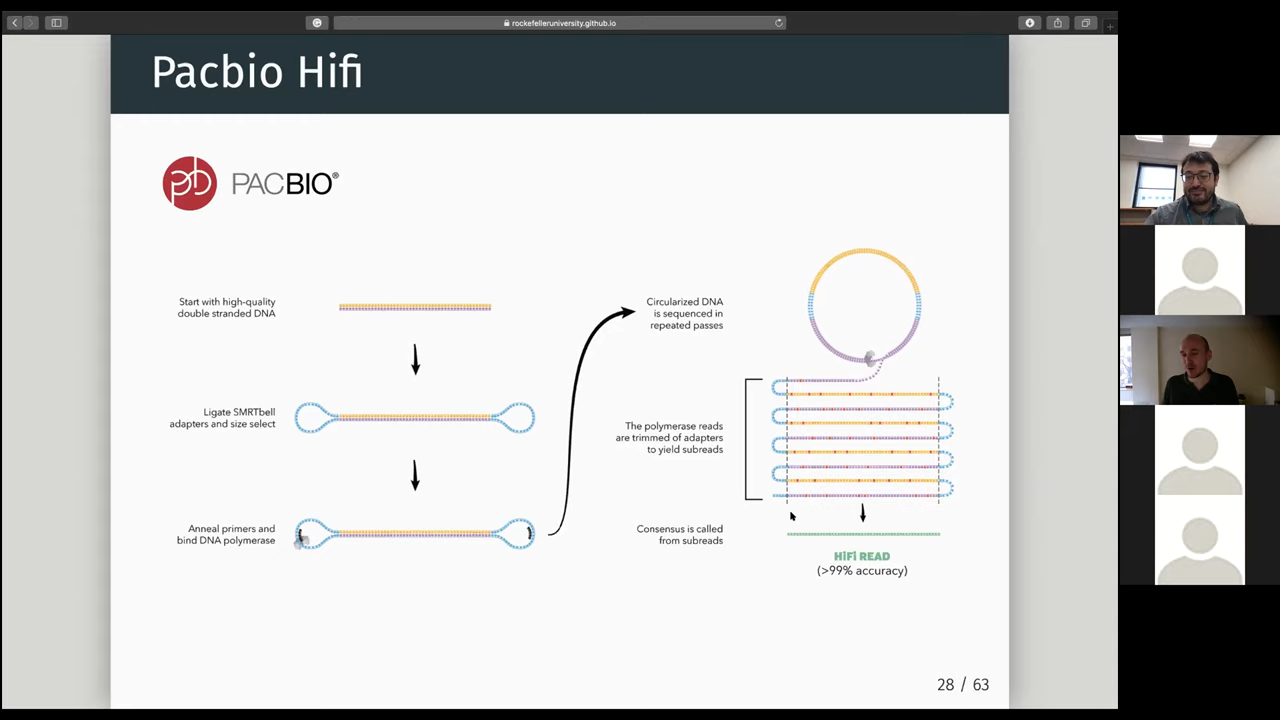 rockefelleruniversity.github.io
Pacbio Hifi
PACBIO®
Start with high-quality
double stranded DNA
Ligate SMRTbell
adapters and size select
Anneal primers and
bind DNA polymerase
Circularized DNA
is sequenced in
repeated passes
The polymerase reads
are trimmed of adapters
to yield subreads
Consensus is called
from subreads
HiFi READ
(>99% accuracy)
28 / 63